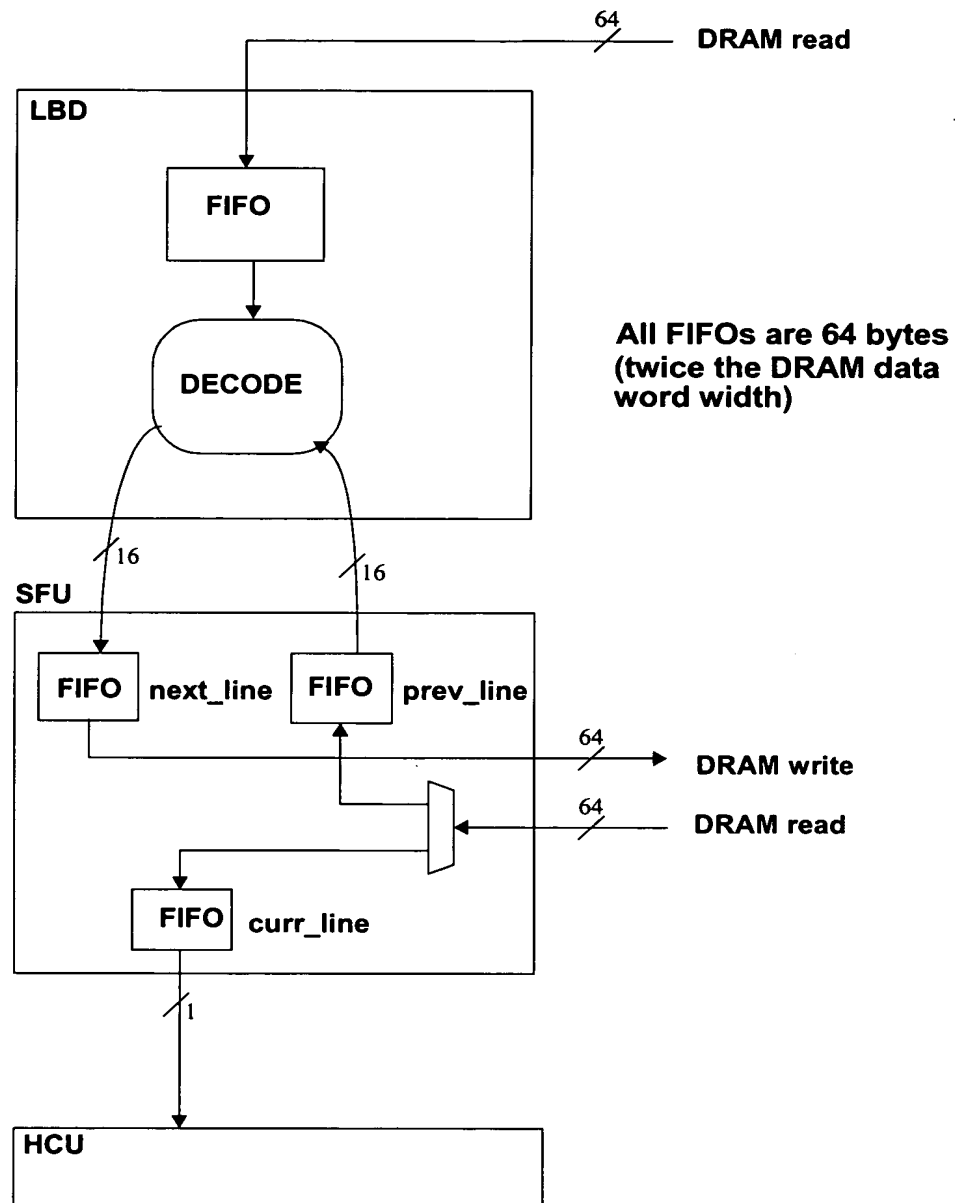 64
DRAM read
LBD
FIFO
DECODE
All FIFOs are 64 bytes
(twice the DRAM data
word width)
16
16
SFU
FIFO
next_line
FIFO
prev_line
64
DRAM write
64
DRAM read
FIFO
curr_line
1
HCU